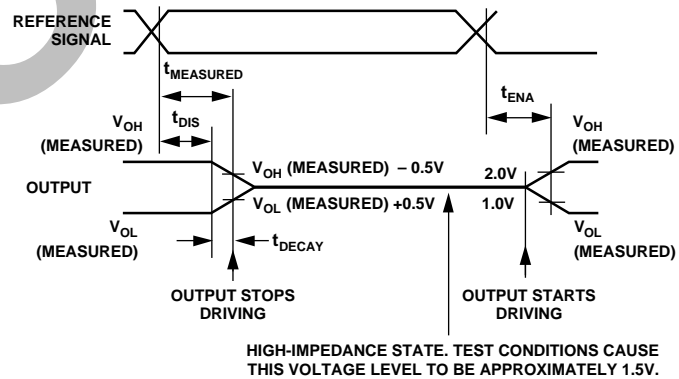 REFERENCE
SIGNAL
tMEASURED
tENA
tDIS
VOH
(MEASURED)
VOH
(MEASURED)
VOH (MEASURED) – 0.5V
2.0V
OUTPUT
VOL (MEASURED) +0.5V
1.0V
VOL
(MEASURED)
VOL
(MEASURED)
tDECAY
OUTPUT STOPS
DRIVING
OUTPUT STARTS
DRIVING
HIGH-IMPEDANCE STATE. TEST CONDITIONS CAUSE
THIS VOLTAGE LEVEL TO BE APPROXIMATELY 1.5V.